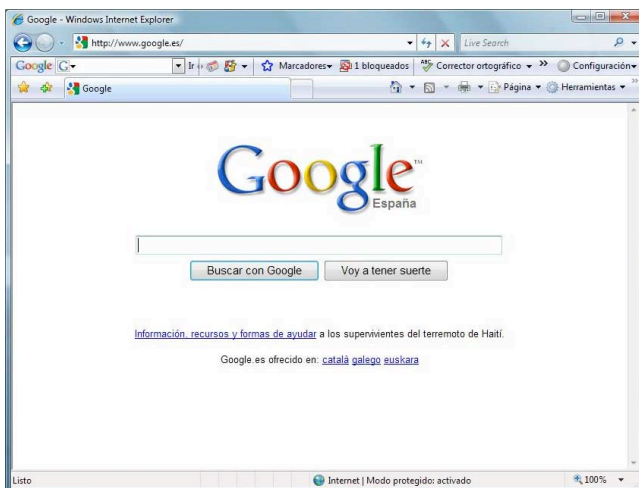 Google - Windows Internet Explorer
http://www.google.es/ Live Search
Google G Ir Marcadores 1 bloqueados ABC Corrector ortográfico » Configuración
Google Página Herramientas »
Google™
España
Buscar con Google Voy a tener suerte
Información, recursos y formas de ayudar a los supervivientes del terremoto de Haití.
Google.es ofrecido en: català galego euskara
Listo Internet | Modo protegido: activado 100%